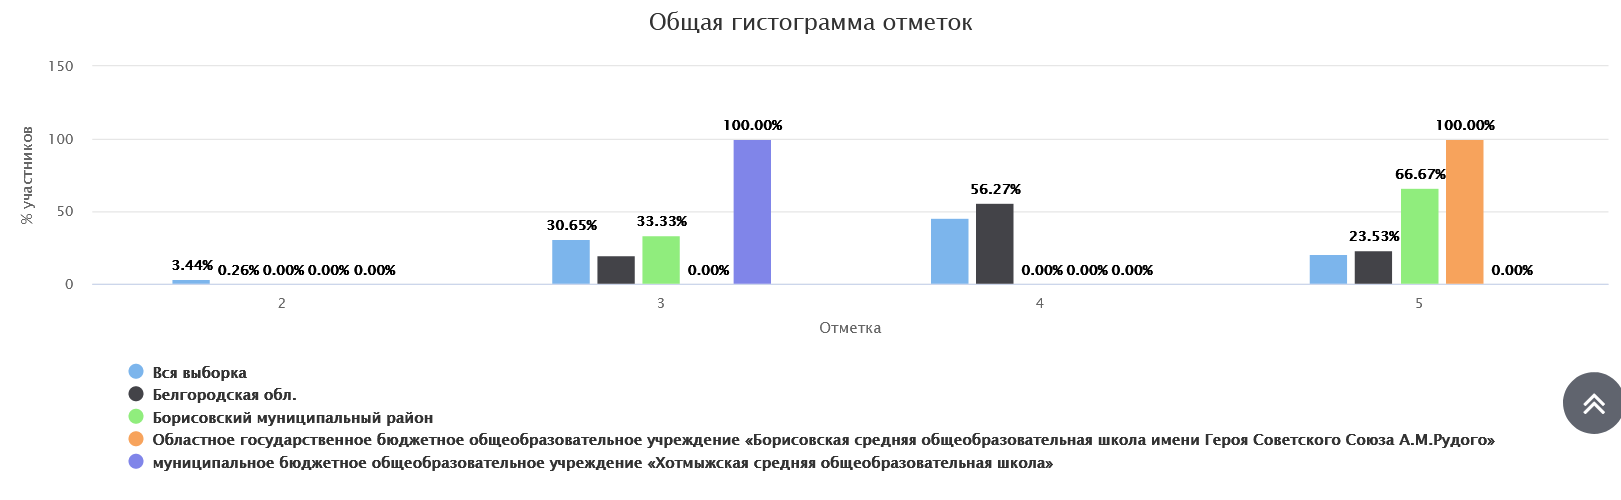 Общая гистограмма отметок
150
100
50
0
% участников
3.44%
0.26% 0.00% 0.00% 0.00%
30.65%
33.33%
0.00%
100.00%
56.27%
0.00% 0.00% 0.00%
23.53%
66.67%
100.00%
0.00%
2 3 4 5
Отметка
Вся выборка
Белгородская обл.
Борисовский муниципальный район
Областное государственное бюджетное общеобразовательное учреждение «Борисовская средняя общеобразовательная школа имени Героя Советского Союза А.М.Рудого»
муниципальное бюджетное общеобразовательное учреждение «Хотмыжская средняя общеобразовательная школа»